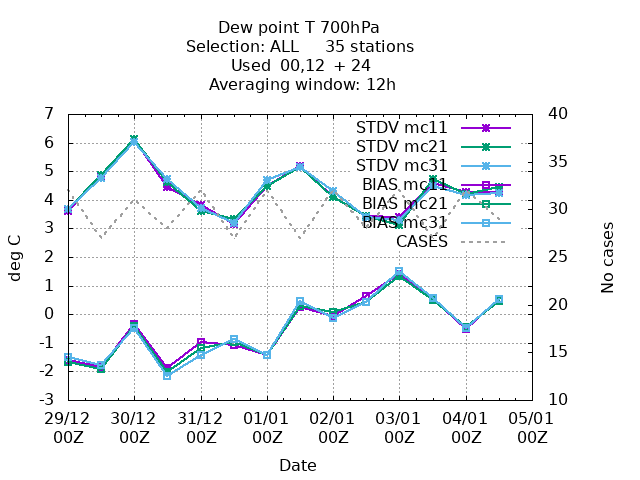 Dew point T 700hPa
Selection: ALL 35 stations
Used 00,12 + 24
Averaging window: 12h
7
6
5
4
3
2
1
0
-1
-2
-3
deg C
40
35
30
25
20
15
10
No cases
STDV mc11
STDV mc21
STDV mc31
BIAS mc11
BIAS mc21
BIAS mc31
CASES
29/12 30/12 31/12 01/01 02/01 03/01 04/01 05/01
00Z 00Z 00Z 00Z 00Z 00Z 00Z 00Z
Date